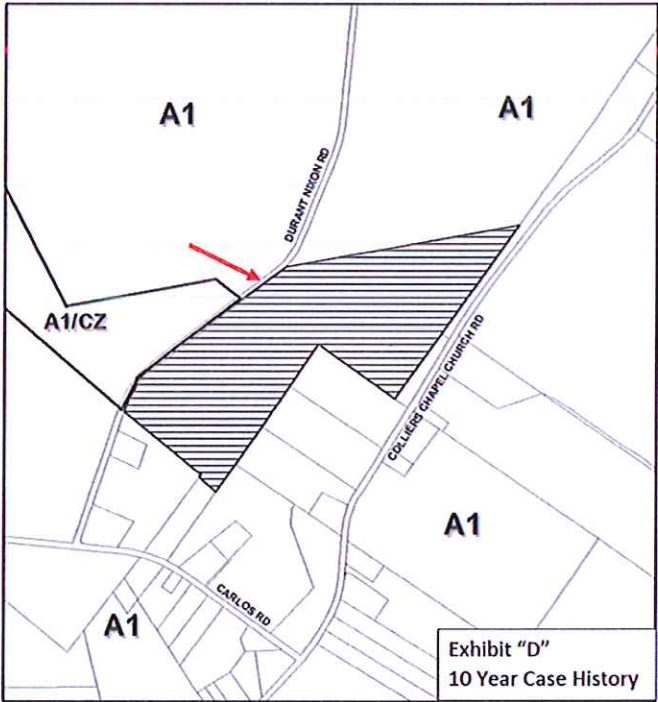 A1
A1
DURANT NIXON RD
A1/CZ
COLLIERS CHAPEL CHURCH RD
A1
CARLOS RD
A1
Exhibit "D"
10 Year Case History